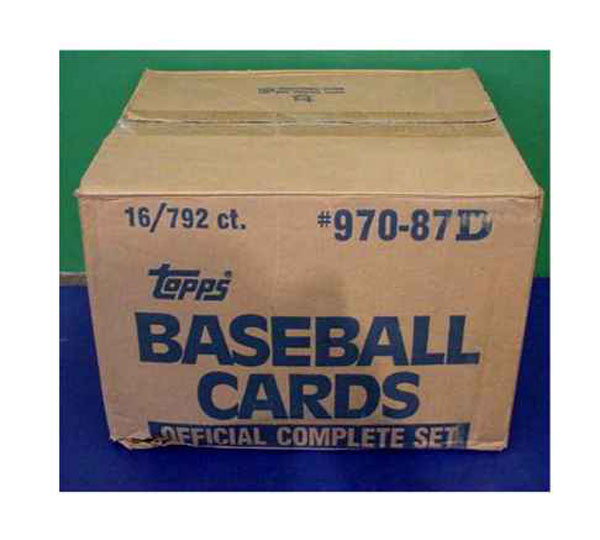 16/792 ct. #970-87D
topps®
BASEBALL
CARDS
OFFICIAL COMPLETE SET